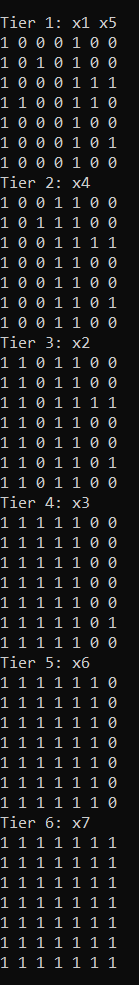 Tier 1: x1 x5
1 0 0 0 1 0 0
1 0 1 0 1 0 0
1 0 0 0 1 1 1
1 1 0 0 1 1 0
1 0 0 0 1 0 0
1 0 0 0 1 0 1
1 0 0 0 1 0 0
Tier 2: x4
1 0 0 1 1 0 0
1 0 1 1 1 0 0
1 0 0 1 1 1 1
1 0 0 1 1 0 0
1 0 0 1 1 0 0
1 0 0 1 1 0 1
1 0 0 1 1 0 0
Tier 3: x2
1 1 0 1 1 0 0
1 1 0 1 1 0 0
1 1 0 1 1 1 1
1 1 0 1 1 0 0
1 1 0 1 1 0 0
1 1 0 1 1 0 1
1 1 0 1 1 0 0
Tier 4: x3
1 1 1 1 1 0 0
1 1 1 1 1 0 0
1 1 1 1 1 0 0
1 1 1 1 1 0 0
1 1 1 1 1 0 0
1 1 1 1 1 0 1
1 1 1 1 1 0 0
Tier 5: x6
1 1 1 1 1 1 0
1 1 1 1 1 1 0
1 1 1 1 1 1 0
1 1 1 1 1 1 0
1 1 1 1 1 1 0
1 1 1 1 1 1 0
1 1 1 1 1 1 0
Tier 6: x7
1 1 1 1 1 1 1
1 1 1 1 1 1 1
1 1 1 1 1 1 1
1 1 1 1 1 1 1
1 1 1 1 1 1 1
1 1 1 1 1 1 1
1 1 1 1 1 1 1